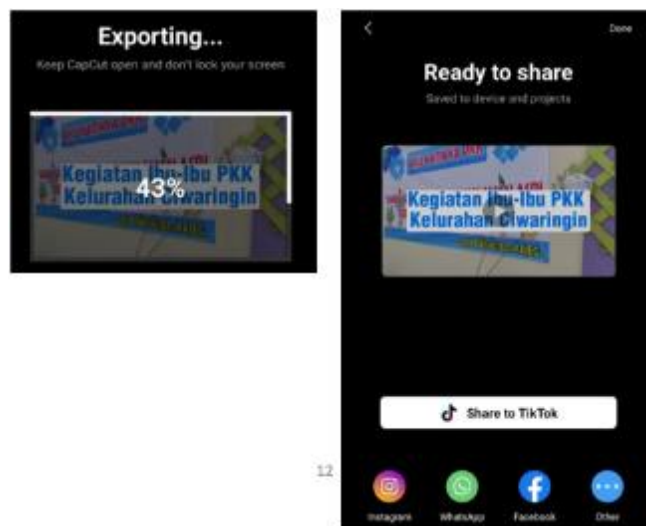 Exporting...
Keep CapCut open and don't lock your screen
Kegiatan Ibu-Ibu PKK
43%
Kelurahan Ciwaringin
Done
Ready to share
Saved to device and projects
Kegiatan Ibu-Ibu PKK
Kelurahan Ciwaringin
Share to TikTok
Instagram
WhatsApp
Facebook
Other
12